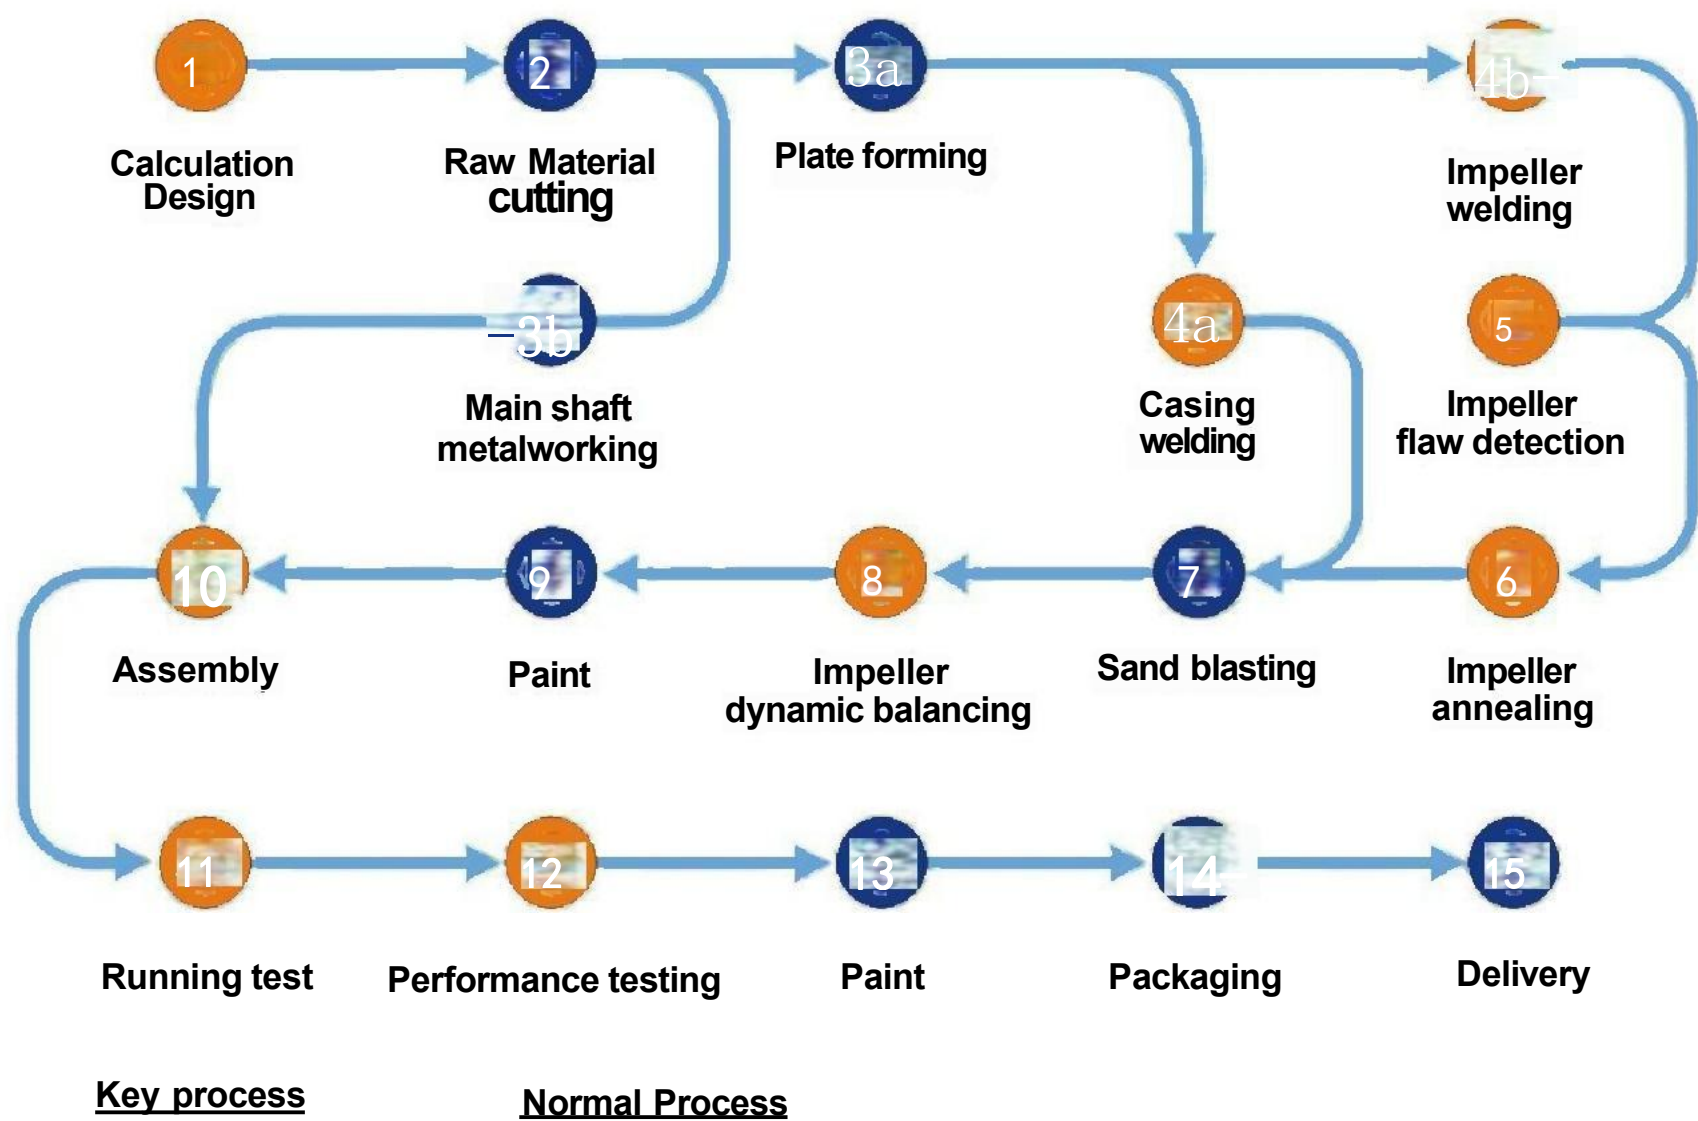 1
2
3a
4b
Calculation
Design
Raw Material
cutting
Plate forming
Impeller
welding
3b
4a
5
Main shaft
metalworking
Casing
welding
Impeller
flaw detection
10
9
8
7
6
Assembly
Paint
Impeller
dynamic balancing
Sand blasting
Impeller
annealing
11
12
13
14
15
Running test
Performance testing
Paint
Packaging
Delivery
Key process
Normal Process